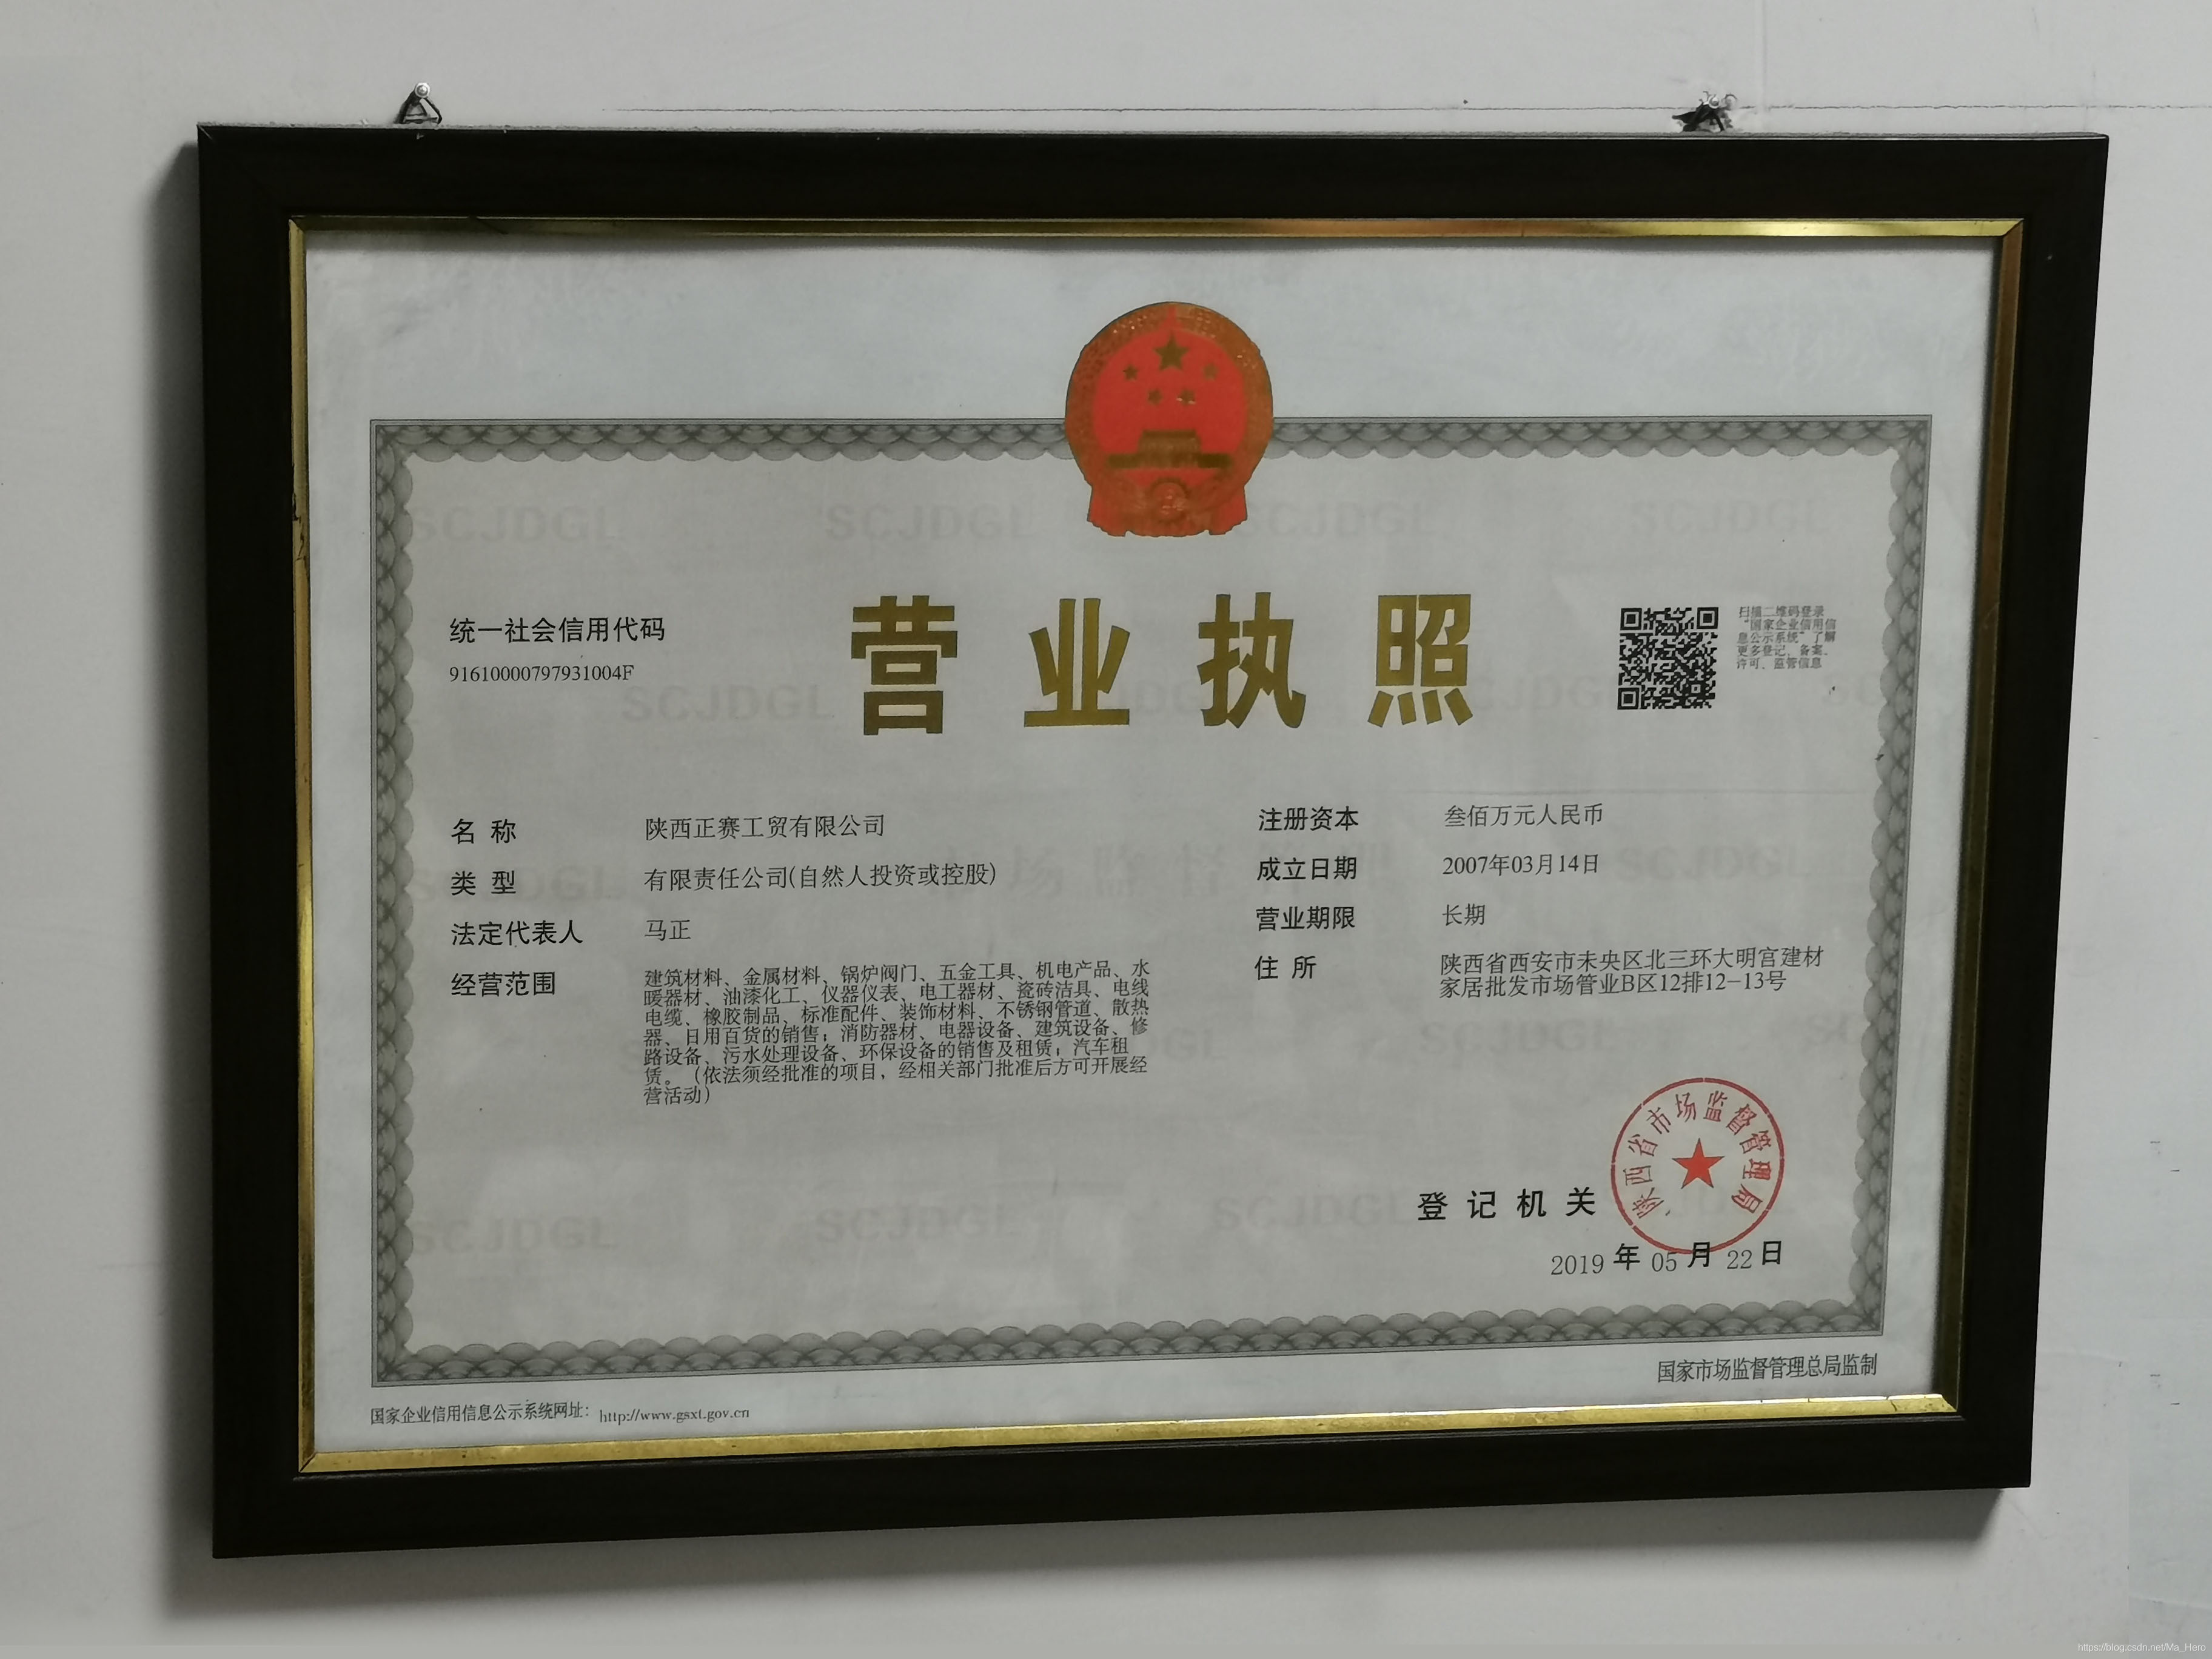 营业执照
统一社会信用代码
91610000797931004F
扫描二维码登录
“国家企业信用信
息公示系统”了解
更多登记、备案、
许可、监管信息
名 称 陕西正赛工贸有限公司
类 型 有限责任公司(自然人投资或控股)
法定代表人 马正
经营范围 建筑材料、金属材料、锅炉阀门、五金工具、机电产品、水
暖器材、油漆化工、仪器仪表、电工器材、瓷砖洁具、电线
电缆、橡胶制品、标准配件、装饰材料、不锈钢管道、散热
器、日用百货的销售；消防器材、电器设备、建筑设备、修
路设备、污水处理设备、环保设备的销售及租赁；汽车租
赁。（依法须经批准的项目，经相关部门批准后方可开展经
营活动）
注册资本 叁佰万元人民币
成立日期 2007年03月14日
营业期限 长期
住 所 陕西省西安市未央区北三环大明宫建材
家居批发市场管业B区12排12-13号
登记机关
陕西省市场监督管理局
2019 年 05 月 22 日
国家企业信用信息公示系统网址：http://www.gsxt.gov.cn
国家市场监督管理总局监制
SCJDGL
https://blog.csdn.net/Ma_Hero